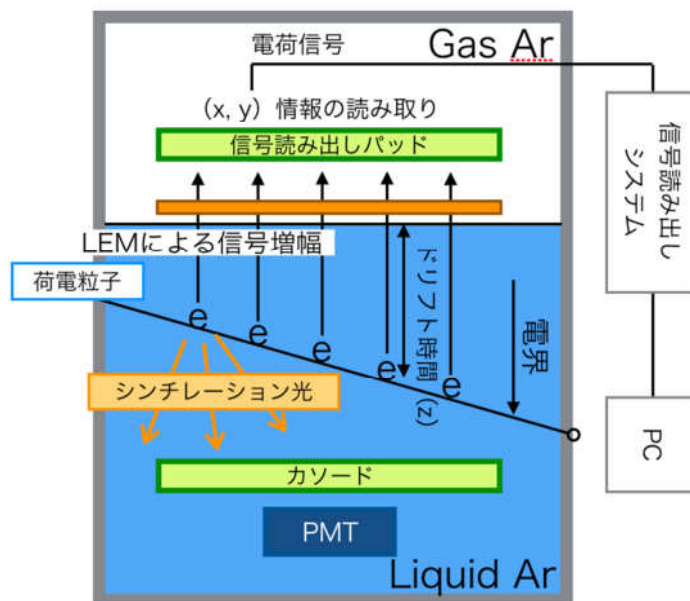 電荷信号
Gas Ar
(x, y) 情報の読み取り
信号読み出しパッド
信号読み出し
システム
LEMによる信号増幅
荷電粒子
ドリフト時間 (z)
電界
e
e
e
e
e
シンチレーション光
カソード
PC
PMT
Liquid Ar